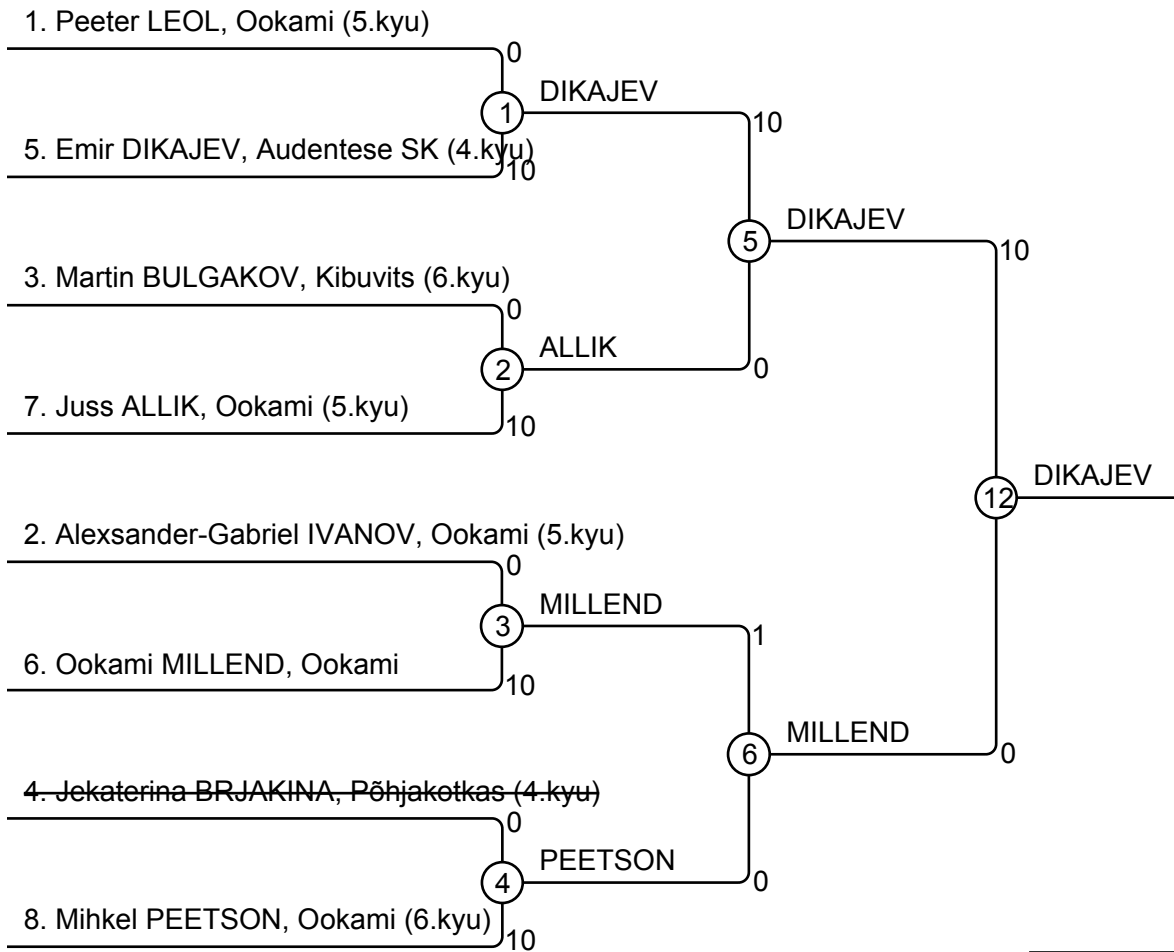 1. Peeter LEOL, Ookami (5.kyu)
0
1
DIKAJEV
10
5. Emir DIKAJEV, Audentese SK (4.kyu)
10
5
DIKAJEV
10
3. Martin BULGAKOV, Kibuvits (6.kyu)
0
2
ALLIK
0
7. Juss ALLIK, Ookami (5.kyu)
10
12
DIKAJEV
2. Alexsander-Gabriel IVANOV, Ookami (5.kyu)
0
3
MILLEND
1
6. Ookami MILLEND, Ookami
10
6
MILLEND
0
4. Jekaterina BRJAKINA, Põhjakotkas (4.kyu)
0
4
PEETSON
0
8. Mihkel PEETSON, Ookami (6.kyu)
10